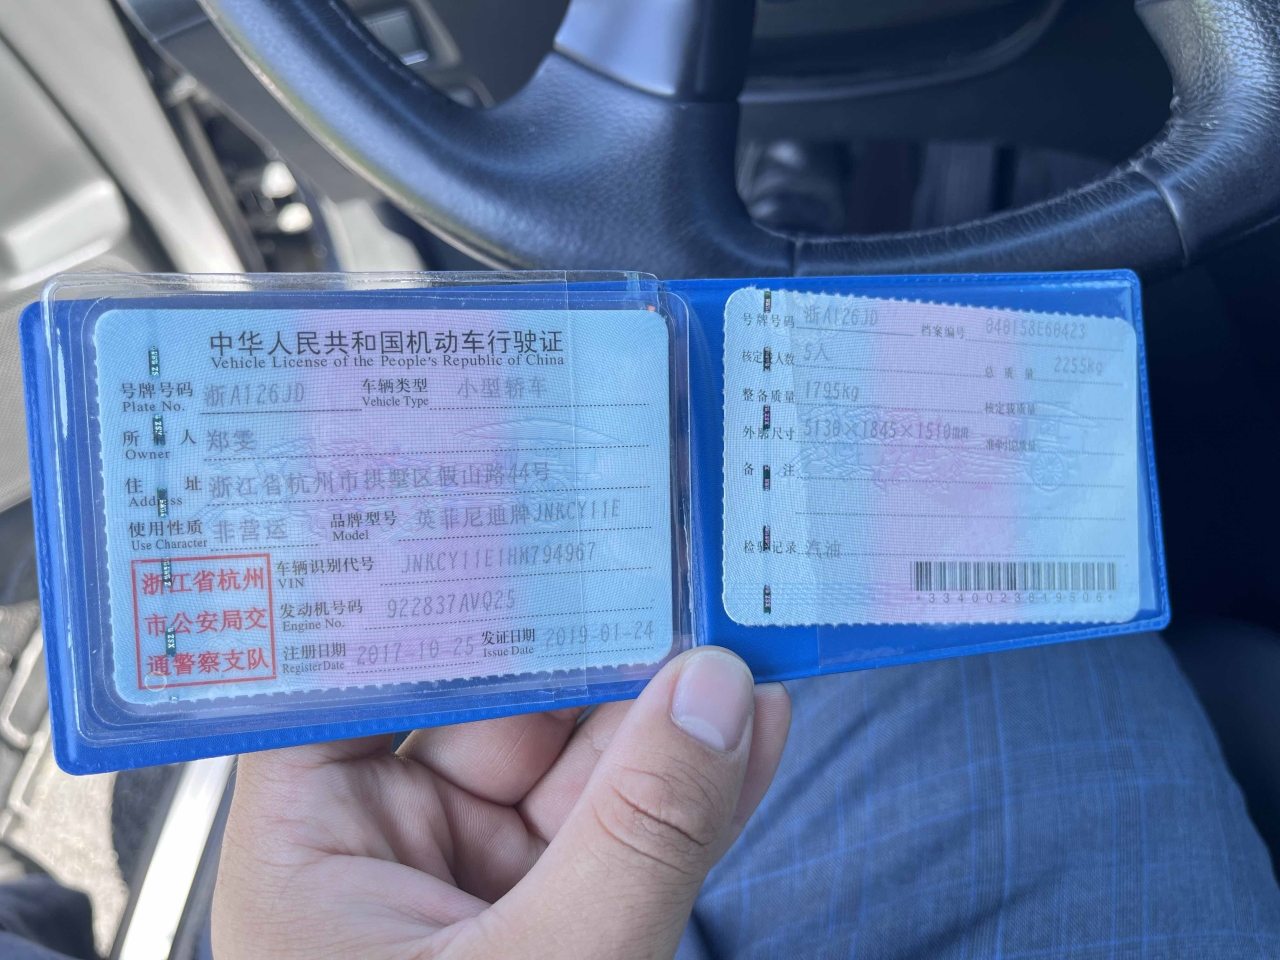 中华人民共和国机动车行驶证
Vehicle License of the People's Republic of China
号牌号码 浙A126JD 车辆类型 小型轿车
Plate No. Vehicle Type
所有人 郑雯
Owner
住 址 浙江省杭州市拱墅区假山路44号
Address
使用性质 非营运 品牌型号 英菲尼迪牌JNKCY11E
Use Character Model
浙江省杭州
市公安局交
通警察支队
车辆识别代号 JNKCY11E1HM794967
VIN
发动机号码 922837AVQ25
Engine No.
注册日期 2017-10-25 发证日期 2019-01-24
Register Date Issue Date
号牌号码 浙A126JD 档案编号 040158E60423
核定载人数 5人 总 质 量 2255kg
整备质量 1795kg 核定载质量
外廓尺寸 5130×1845×1510mm 准牵引总质量
备 注
检验记录 汽油
*3340023649506*